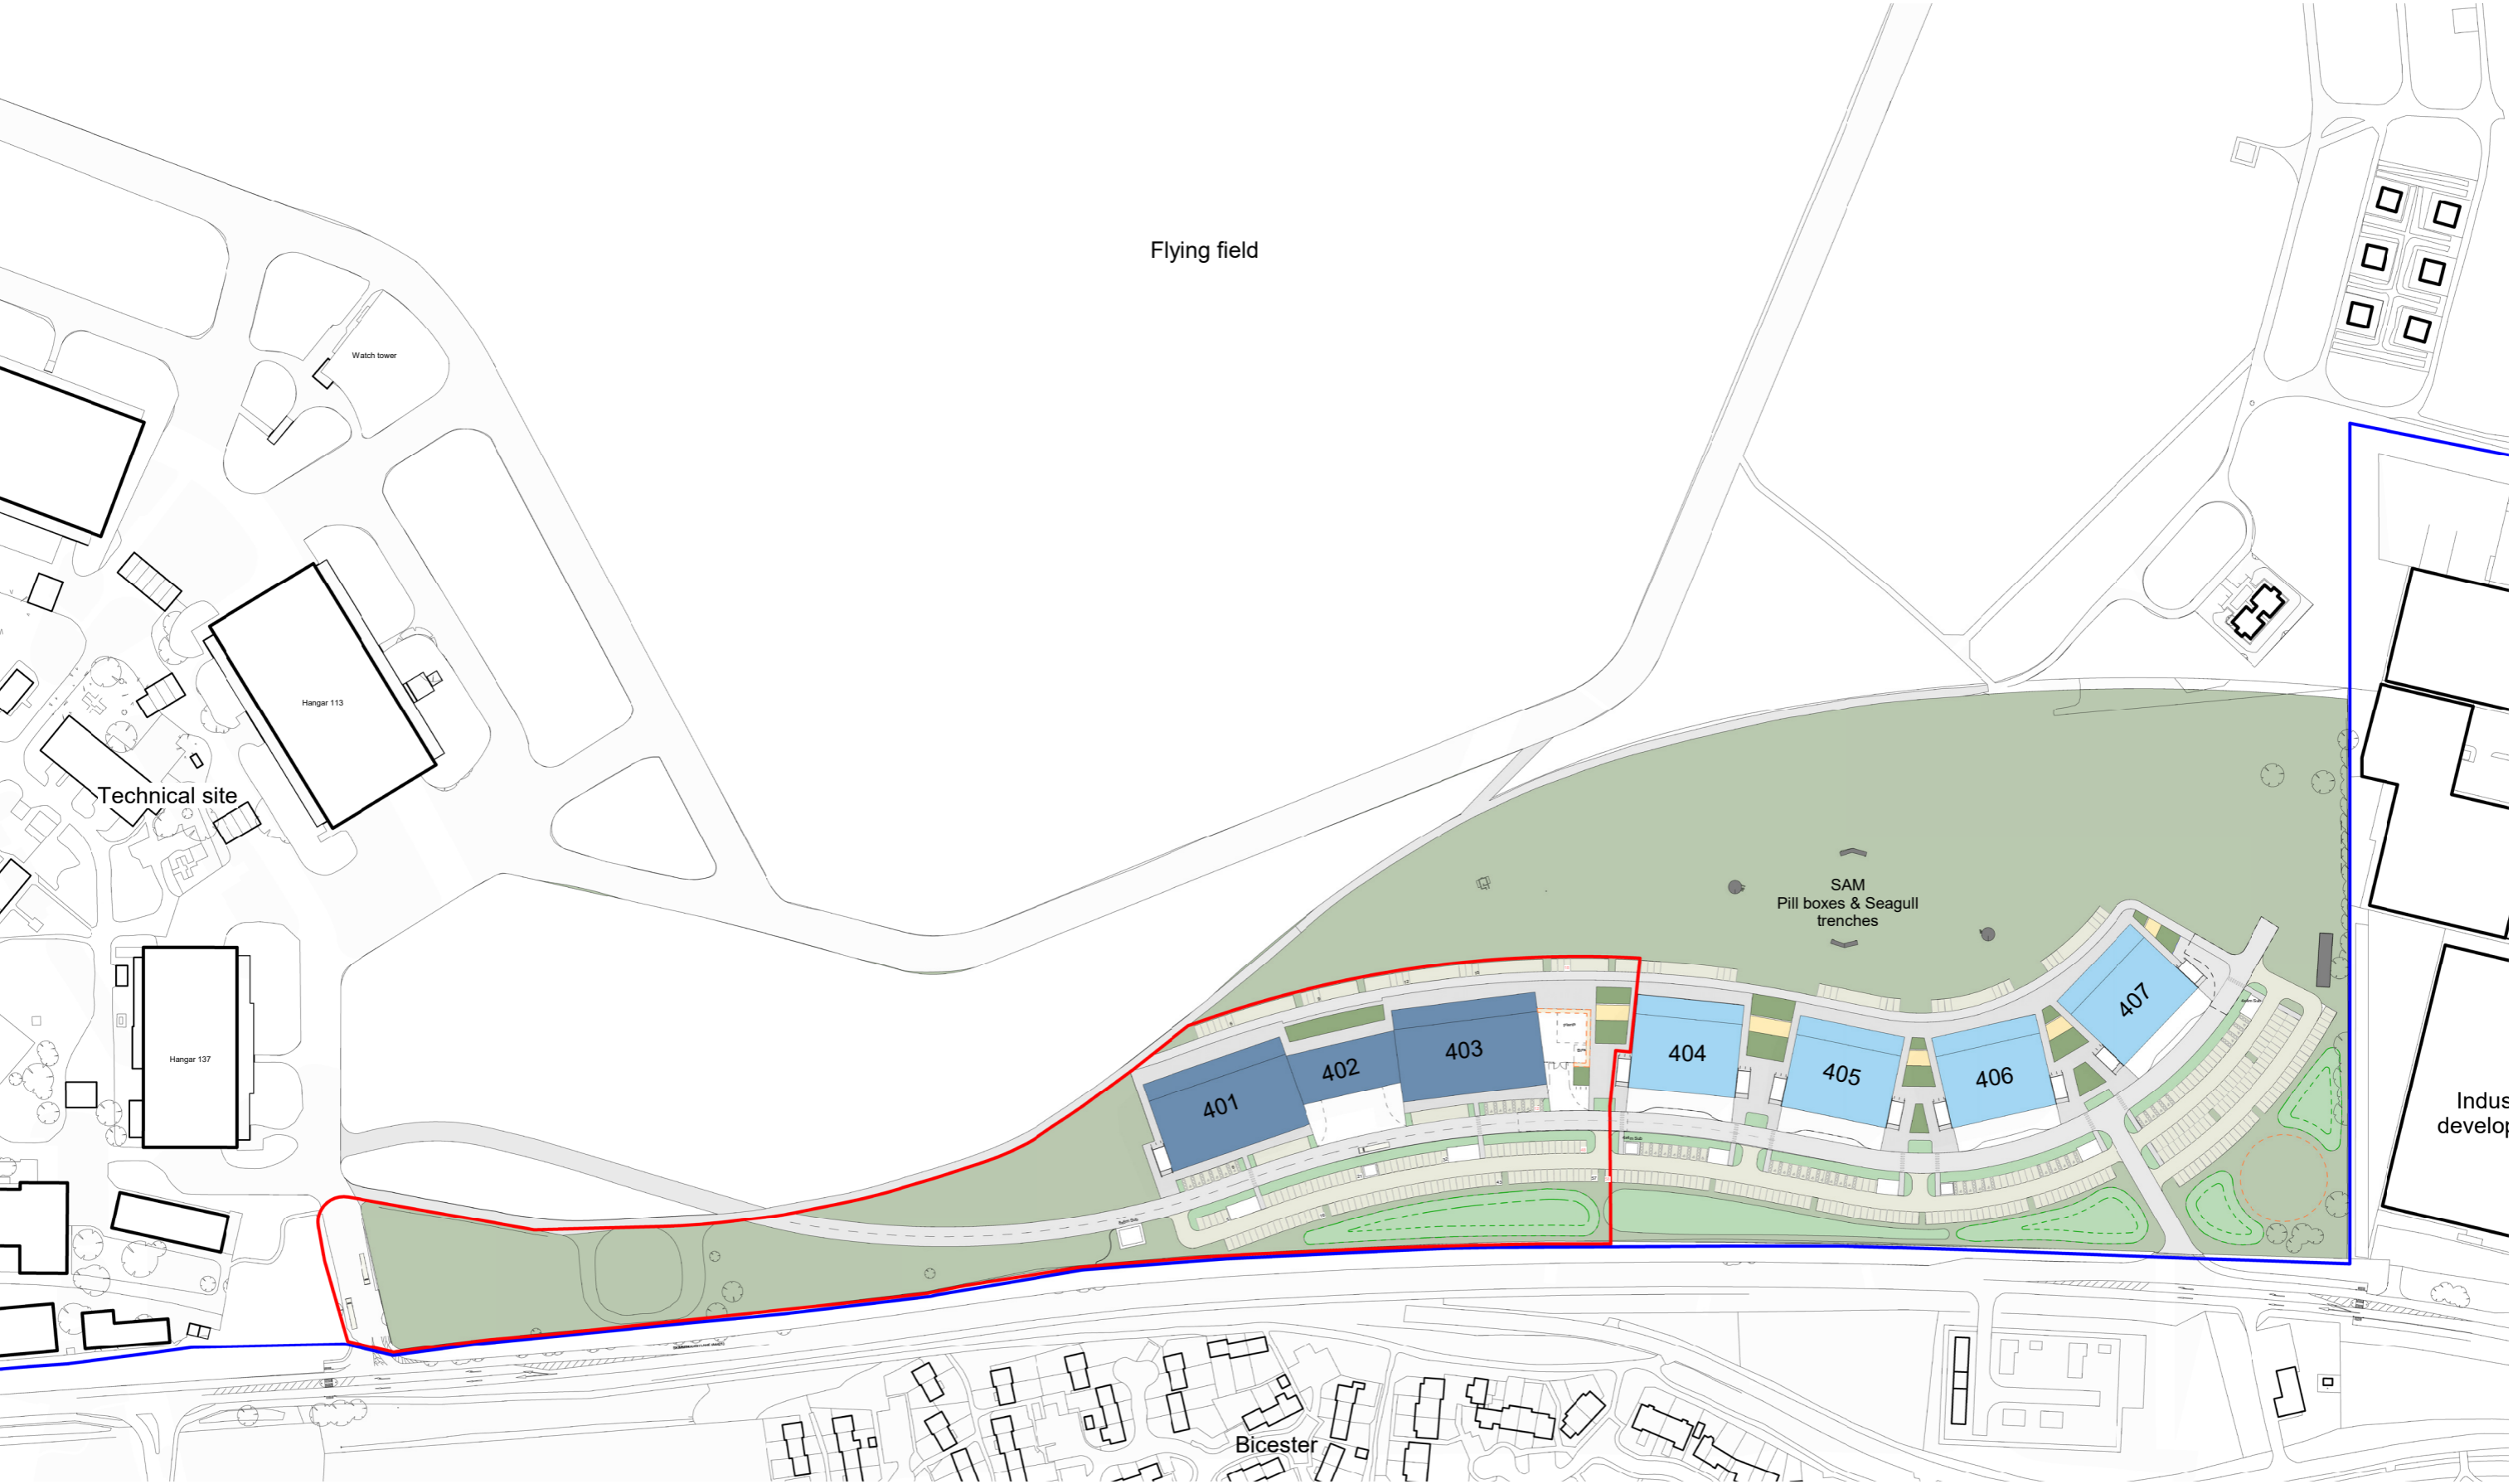 Flying field
Watch tower
Hangar 113
Technical site
SAM
Pill boxes & Seagull
trenches
407
403
404
402
405
406
401
Hangar 137
Indus
develop
Bicester